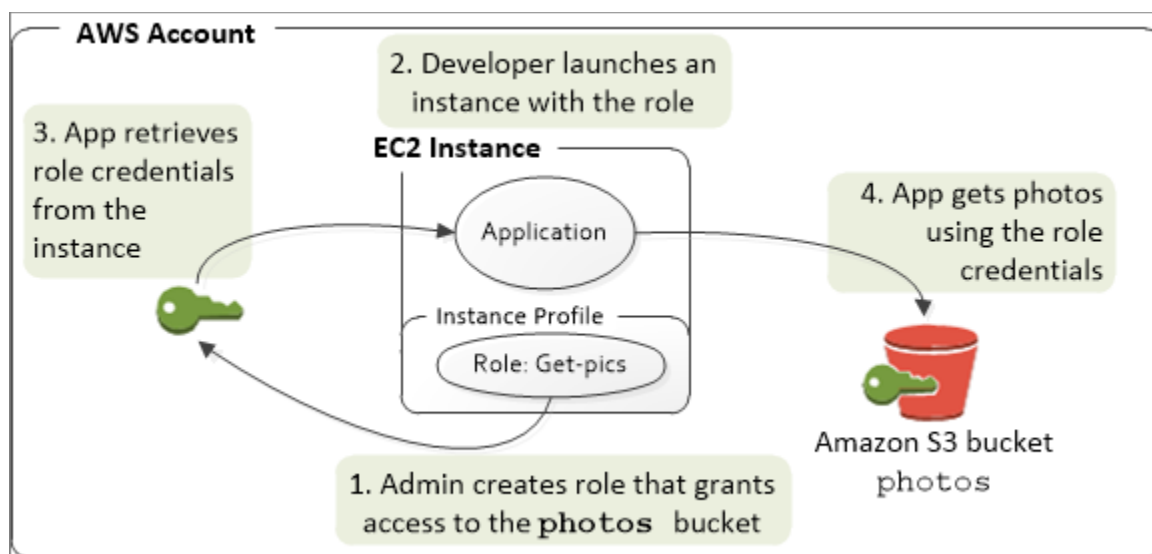 AWS Account
2. Developer launches an
instance with the role
3. App retrieves
role credentials
from the
instance
EC2 Instance
Application
4. App gets photos
using the role
credentials
Instance Profile
Role: Get-pics
Amazon S3 bucket
photos
1. Admin creates role that grants
access to the photos bucket